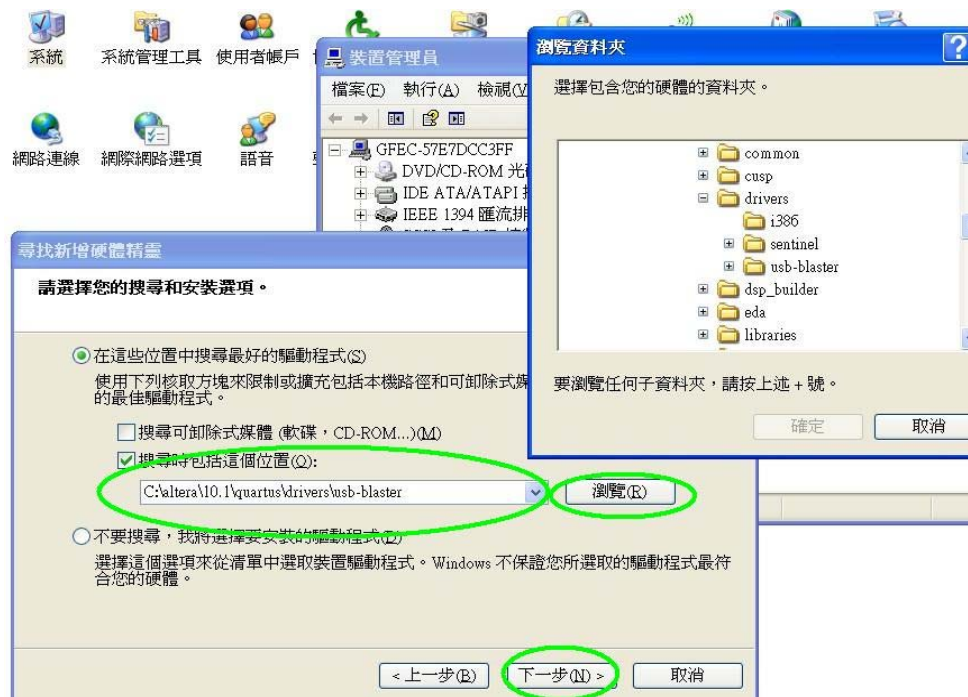 系統
系統管理工具
使用者帳戶
網路連線
網際網路選項
語音
裝置管理員
檔案(F) 執行(A) 檢視(V
GFEC-57E7DCC3FF
DVD/CD-ROM 光
IDE ATA/ATAPI
IEEE 1394 匯流排
瀏覽資料夾
選擇包含您的硬體的資料夾。
common
cusp
drivers
i386
sentinel
usb-blaster
dsp_builder
eda
libraries
要瀏覽任何子資料夾,請按上述 + 號。
確定
取消
尋找新增硬體精靈
請選擇您的搜尋和安裝選項。
在這些位置中搜尋最好的驅動程式(S)
使用下列核取方塊來限制或擴充包括本機路徑和可卸除式媒
的最佳驅動程式。
搜尋可卸除式媒體 (軟碟,CD-ROM...)(M)
搜尋時包括這個位置(O):
C:\altera\10.1\quartus\drivers\usb-blaster
瀏覽(R)
不要搜尋,我將選擇要安裝的驅動程式(D)
選擇這個選項來從清單中選取裝置驅動程式。Windows 不保證您所選取的驅動程式最符
合您的硬體。
< 上一步(B)
下一步(N) >
取消